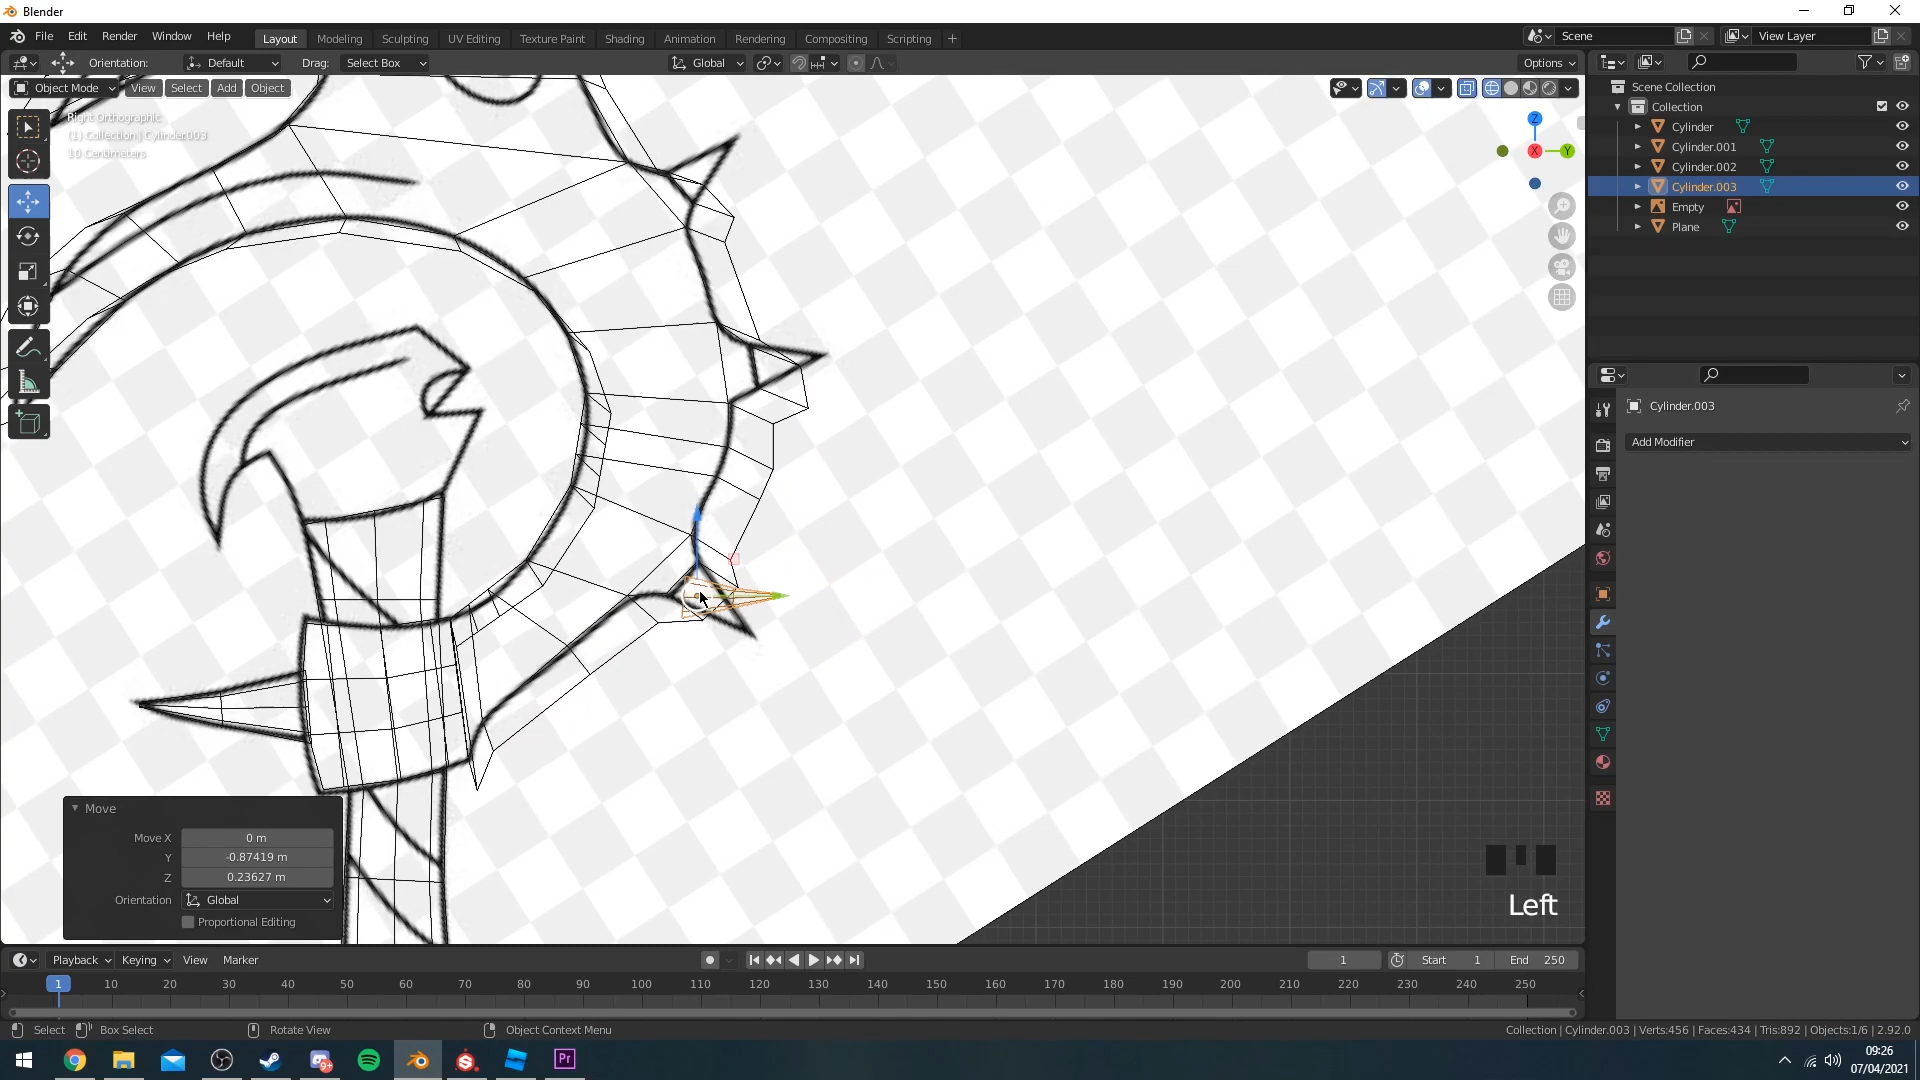 Blender
File Edit Render Window Help
Layout Modeling Sculpting UV Editing Texture Paint Shading Animation Rendering Compositing Scripting +
Scene
View Layer
Orientation: Default Drag: Select Box
Global
Options
Object Mode View Select Add Object
Right Orthographic
(1) Collection | Cylinder.003
10 Centimeters
Z
X
Y
Scene Collection
Collection
Cylinder
Cylinder.001
Cylinder.002
Cylinder.003
Empty
Plane
Cylinder.003
Add Modifier
Move
Move X 0 m
Y -0.87419 m
Z 0.23627 m
Orientation Global
Proportional Editing
Left
Playback Keying View Marker
1
Start 1
End 250
1 10 20 30 40 50 60 70 80 90 100 110 120 130 140 150 160 170 180 190 200 210 220 230 240 250
Select Box Select Rotate View Object Context Menu
Collection | Cylinder.003 | Verts:456 | Faces:434 | Tris:892 | Objects:1/6 | 2.92.0
9+
Pr
09:26
07/04/2021